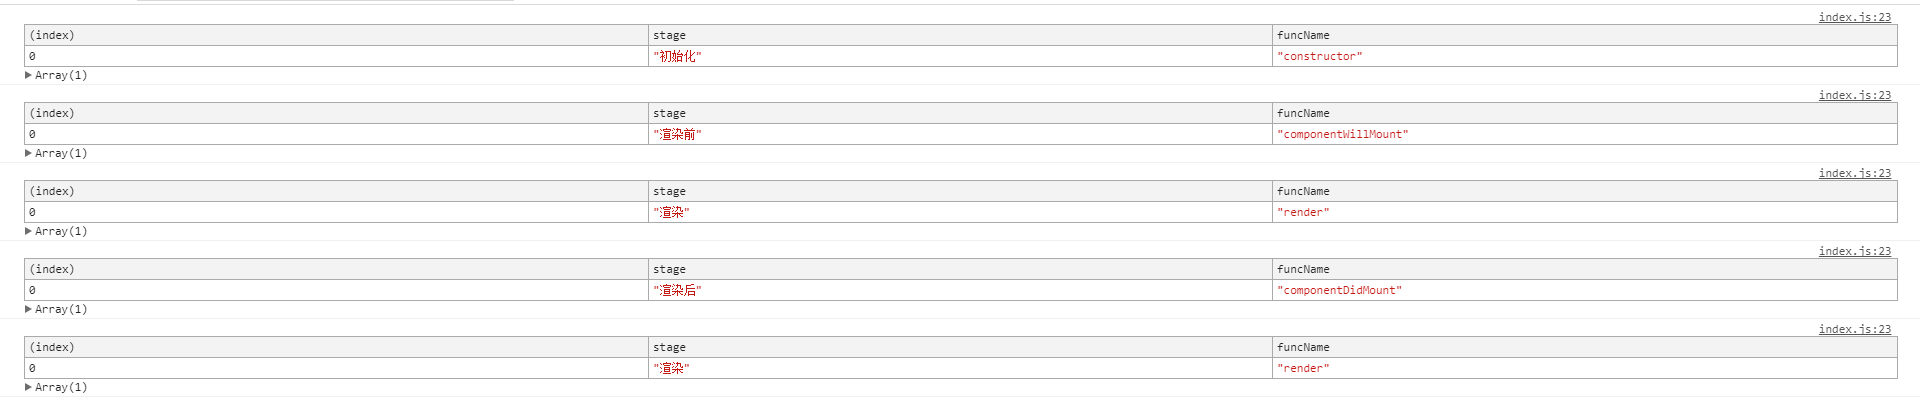 index.js:23
(index) stage funcName
0 "初始化" "constructor"
Array(1)
index.js:23
(index) stage funcName
0 "渲染前" "componentWillMount"
Array(1)
index.js:23
(index) stage funcName
0 "渲染" "render"
Array(1)
index.js:23
(index) stage funcName
0 "渲染后" "componentDidMount"
Array(1)
index.js:23
(index) stage funcName
0 "渲染" "render"
Array(1)